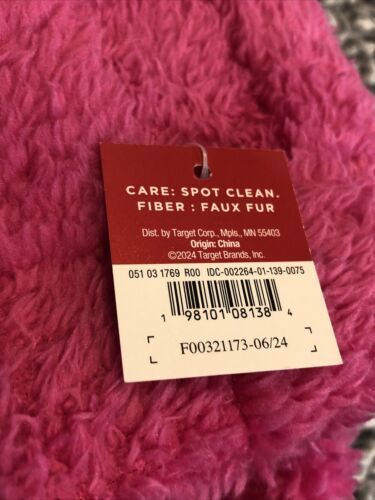 CARE: SPOT CLEAN.
FIBER : FAUX FUR
Dist. by Target Corp., Mpls., MN 55403
Origin: China
©2024 Target Brands, Inc.
051 03 1769 R00 IDC-002264-01-139-0075
1 98101 08138 4
F00321173-06/24